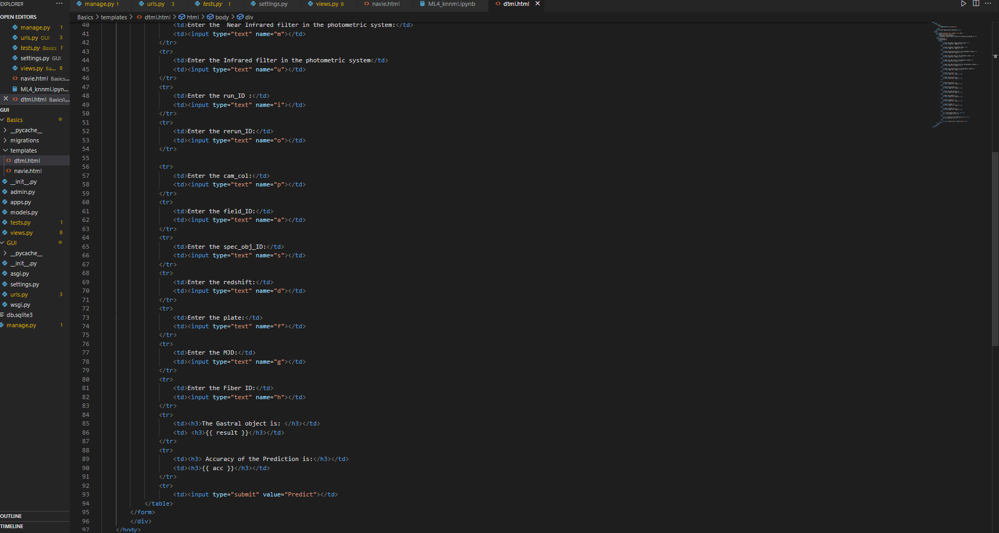 EXPLORER ...
manage.py 1 urls.py 3 tests.py 1 settings.py views.py 8 navie.html ML4_knnml.ipynb dtml.html
Basics > templates > dtml.html > html > body > div
OPEN EDITORS
manage.py 1
urls.py GUI 3
tests.py Basics 1
settings.py GUI
views.py Ba... 8
navie.html Basics...
ML4_knnml.ipyn...
dtml.html Basics\...
GUI
Basics
__pycache__
migrations
templates
dtml.html
navie.html
__init__.py
admin.py
apps.py
models.py
tests.py 1
views.py 8
GUI
__pycache__
__init__.py
asgi.py
settings.py
urls.py 3
wsgi.py
db.sqlite3
manage.py 1
OUTLINE
TIMELINE
40 <td>Enter the  Near Infrared filter in the photometric system:</td>
41 <td><input type="text" name="m"></td>
42 </tr>
43 <tr>
44 <td>Enter the Infrared filter in the photometric system</td>
45 <td><input type="text" name="u"></td>
46 </tr>
47 <tr>
48 <td>Enter the run_ID :</td>
49 <td><input type="text" name="i"></td>
50 </tr>
51 <tr>
52 <td>Enter the rerun_ID:</td>
53 <td><input type="text" name="o"></td>
54 </tr>
55
56 <tr>
57 <td>Enter the cam_col:</td>
58 <td><input type="text" name="p"></td>
59 </tr>
60 <tr>
61 <td>Enter the field_ID:</td>
62 <td><input type="text" name="a"></td>
63 </tr>
64 <tr>
65 <td>Enter the spec_obj_ID:</td>
66 <td><input type="text" name="s"></td>
67 </tr>
68 <tr>
69 <td>Enter the redshift:</td>
70 <td><input type="text" name="d"></td>
71 </tr>
72 <tr>
73 <td>Enter the plate:</td>
74 <td><input type="text" name="f"></td>
75 </tr>
76 <tr>
77 <td>Enter the MJD:</td>
78 <td><input type="text" name="g"></td>
79 </tr>
80 <tr>
81 <td>Enter the Fiber ID:</td>
82 <td><input type="text" name="h"></td>
83 </tr>
84 <tr>
85 <td><h3>The Gastral object is: </h3></td>
86 <td> <h3>{{ result }}</h3></td>
87 </tr>
88 <tr>
89 <td><h3> Accuracy of the Prediction is:</h3></td>
90 <td><h3>{{ acc }}</h3></td>
91 </tr>
92 <tr>
93 <td><input type="submit" value="Predict"></td>
94 </table>
95 </form>
96 </div>
97 </body>